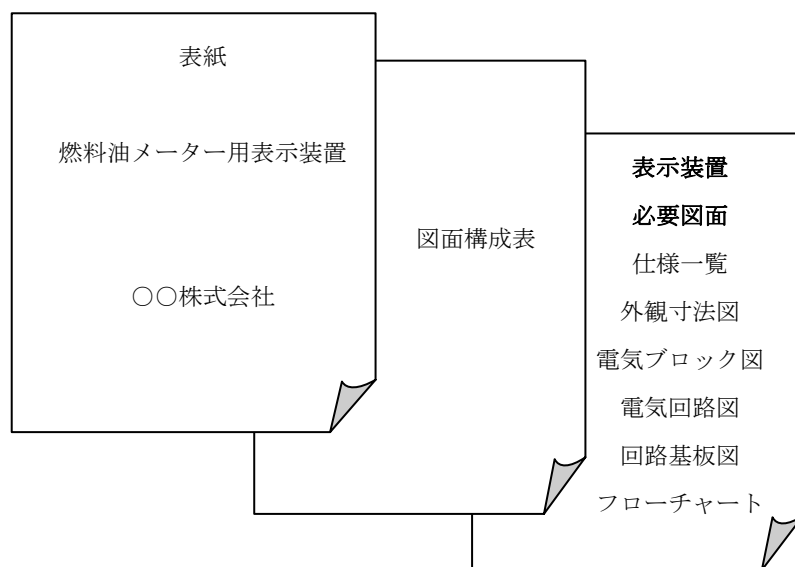 表紙
燃料油メーター用表示装置
○○株式会社
図面構成表
表示装置
必要図面
仕様一覧
外観寸法図
電気ブロック図
電気回路図
回路基板図
フローチャート